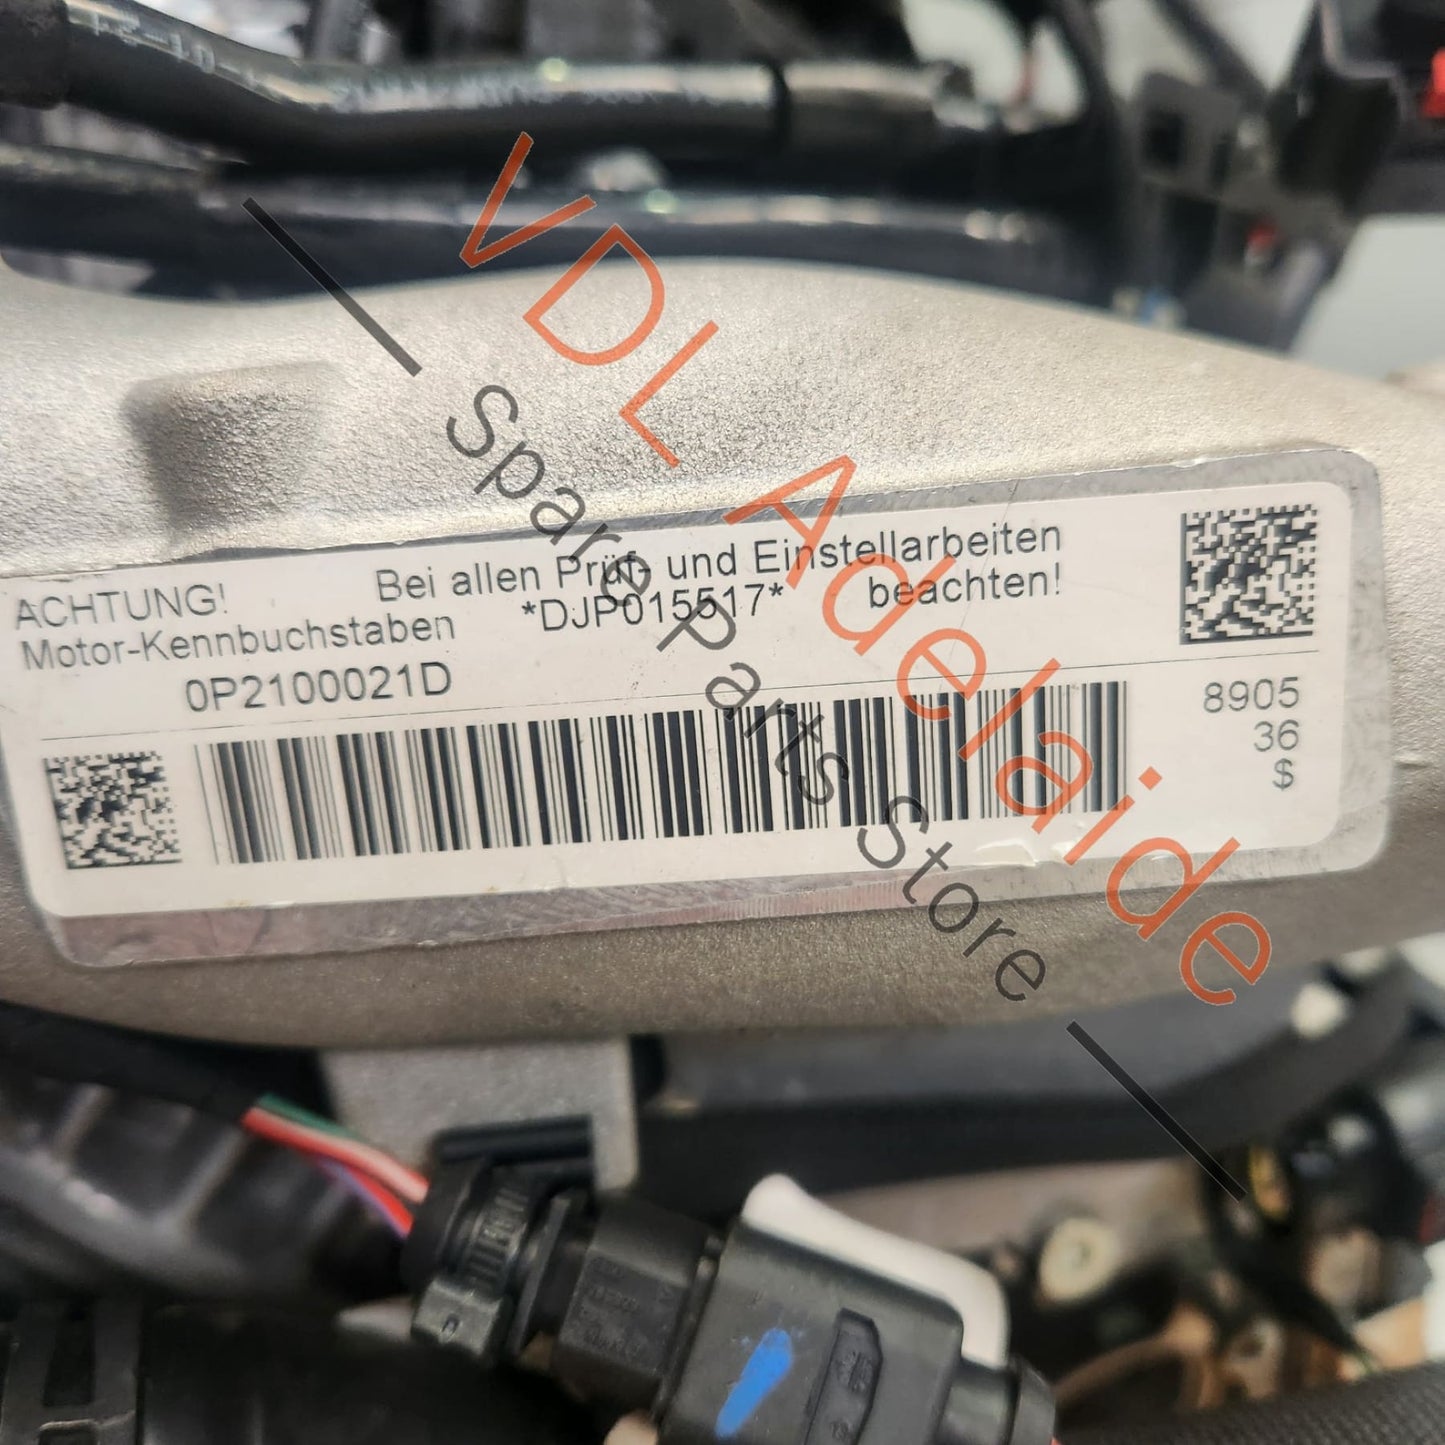 ACHTUNG! Bei allen Prüf- und Einstellarbeiten
Motor-Kennbuchstaben *DJP015517* beachten!
0P2100021D
8905
36
$
VDL Adelaide
Spare Parts Store